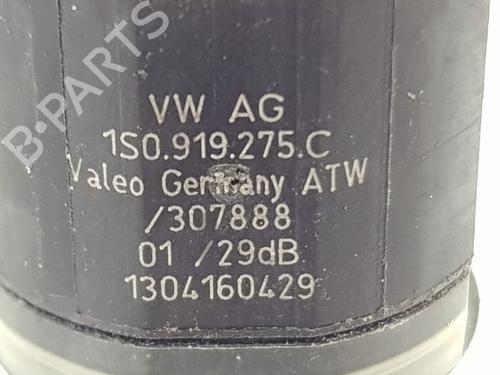 B-PARTS
VW AG
1S0.919.275.C
Valeo Germany ATW
/307888
01 /29dB
1304160429